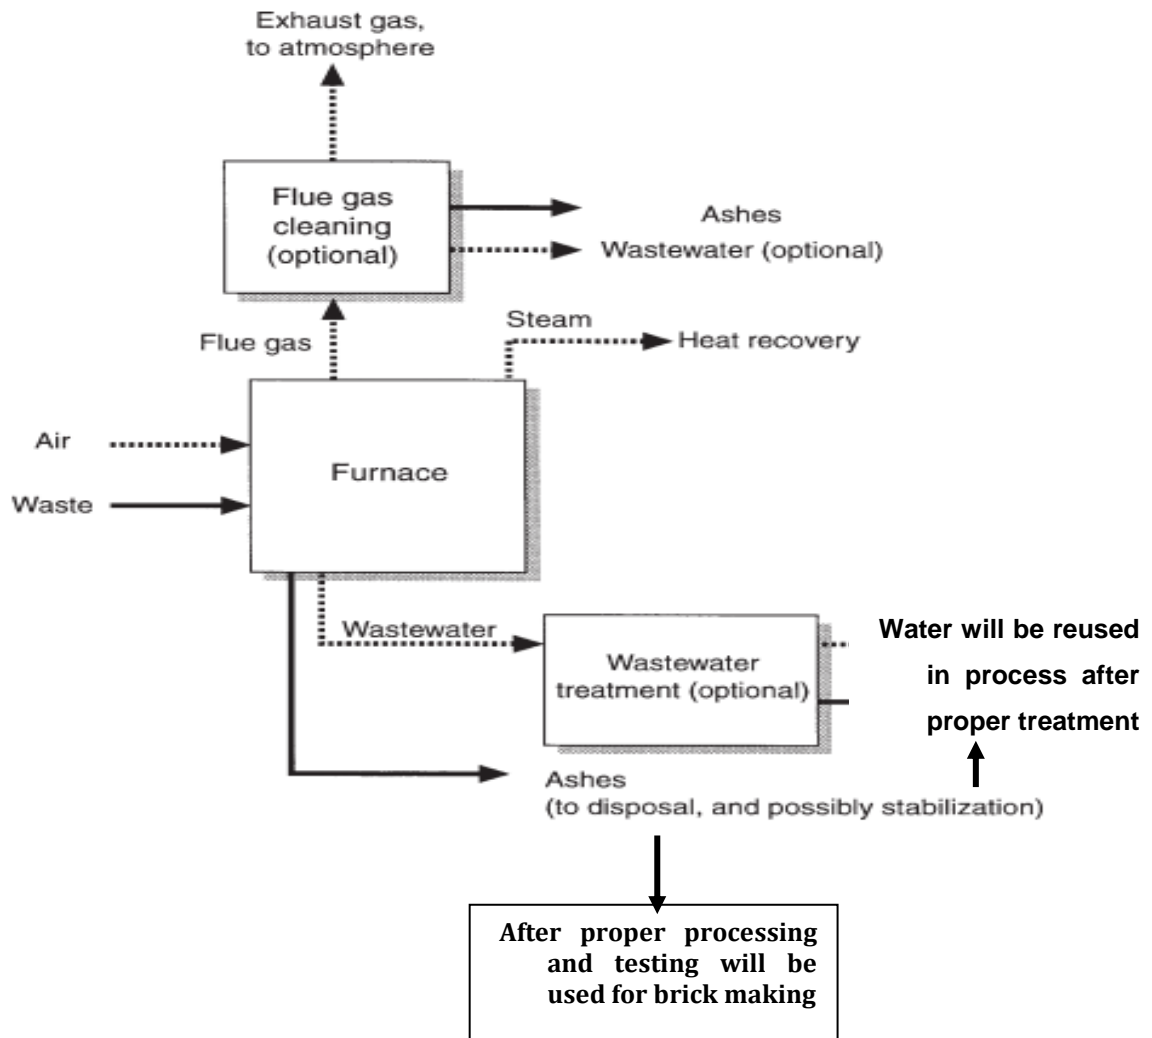 Exhaust gas,
to atmosphere
Flue gas
cleaning
(optional)
Ashes
Wastewater (optional)
Steam
Flue gas
Heat recovery
Air
Furnace
Waste
Wastewater
Wastewater
treatment (optional)
Water will be reused
in process after
proper treatment
Ashes
(to disposal, and possibly stabilization)
After proper processing
and testing will be
used for brick making